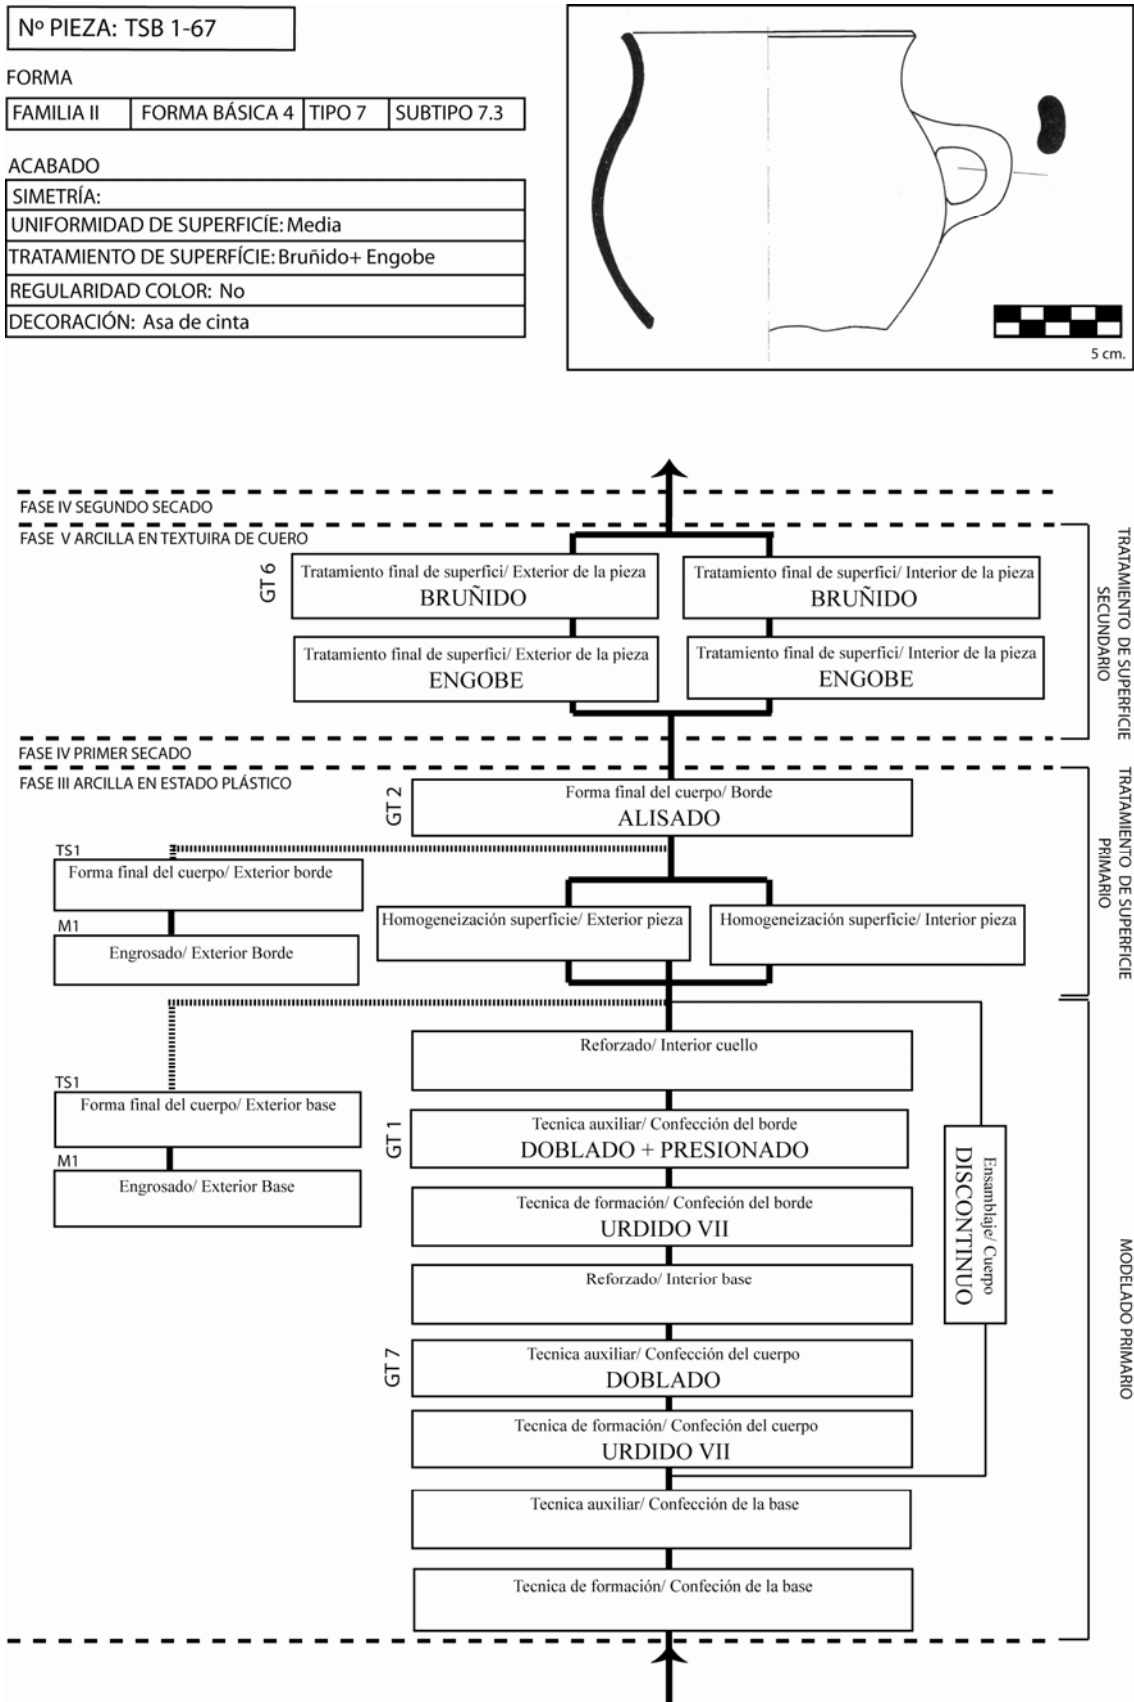 Nº PIEZA: TSB 1-67
FORMA
FAMILIA II FORMA BÁSICA 4 TIPO 7 SUBTIPO 7.3
ACABADO
SIMETRÍA:
UNIFORMIDAD DE SUPERFICÍE: Media
TRATAMIENTO DE SUPERFÍCIE: Bruñido+ Engobe
REGULARIDAD COLOR: No
DECORACIÓN: Asa de cinta
5 cm.
FASE IV SEGUNDO SECADO
FASE V ARCILLA EN TEXTUIRA DE CUERO
TRATAMIENTO DE SUPERFICIE
SECUNDARIO
GT 6
Tratamiento final de superfici/ Exterior de la pieza
BRUÑIDO
Tratamiento final de superfici/ Interior de la pieza
BRUÑIDO
Tratamiento final de superfici/ Exterior de la pieza
ENGOBE
Tratamiento final de superfici/ Interior de la pieza
ENGOBE
FASE IV PRIMER SECADO
FASE III ARCILLA EN ESTADO PLÁSTICO
TRATAMIENTO DE SUPERFICIE
PRIMARIO
GT 2
Forma final del cuerpo/ Borde
ALISADO
TS1
Forma final del cuerpo/ Exterior borde
M1
Engrosado/ Exterior Borde
Homogeneización superficie/ Exterior pieza
Homogeneización superficie/ Interior pieza
MODELADO PRIMARIO
Reforzado/ Interior cuello
TS1
Forma final del cuerpo/ Exterior base
M1
Engrosado/ Exterior Base
GT 1
Tecnica auxiliar/ Confección del borde
DOBLADO + PRESIONADO
Tecnica de formación/ Confeción del borde
URDIDO VII
Ensamblaje/ Cuerpo
DISCONTINUO
Reforzado/ Interior base
GT 7
Tecnica auxiliar/ Confección del cuerpo
DOBLADO
Tecnica de formación/ Confeción del cuerpo
URDIDO VII
Tecnica auxiliar/ Confección de la base
Tecnica de formación/ Confeción de la base